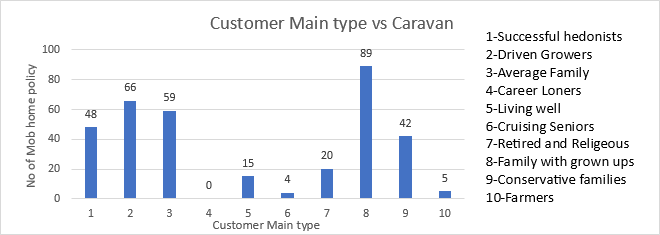 Customer Main type vs Caravan
No of Mob home policy
100
80
60
40
20
0
48
66
59
0
15
4
20
89
42
5
1 2 3 4 5 6 7 8 9 10
Customer Main type
1-Successful hedonists
2-Driven Growers
3-Average Family
4-Career Loners
5-Living well
6-Cruising Seniors
7-Retired and Religeous
8-Family with grown ups
9-Conservative families
10-Farmers